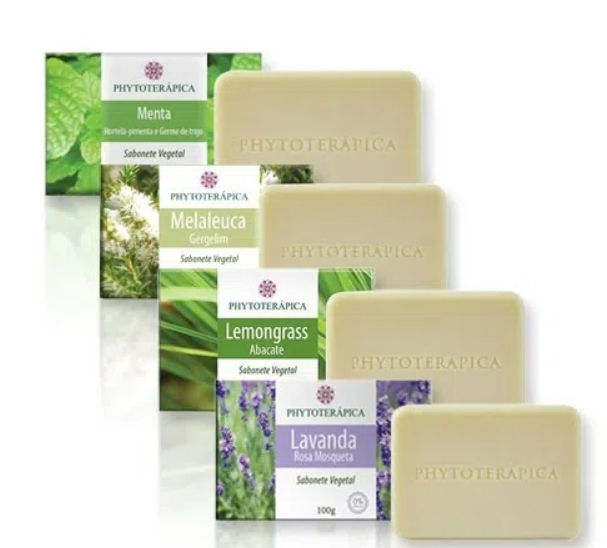 PHYTOTERÁPICA
Menta
Hortelã-pimenta e Germe de trigo
Sabonete Vegetal
PHYTOTERÁPICA
PHYTOTERÁPICA
Melaleuca
Gergelim
Sabonete Vegetal
PHYTOTERÁPICA
PHYTOTERÁPICA
Lemongrass
Abacate
Sabonete Vegetal
PHYTOTERÁPICA
PHYTOTERÁPICA
Lavanda
Rosa Mosqueta
Sabonete Vegetal
100g
PHYTOTERÁPICA